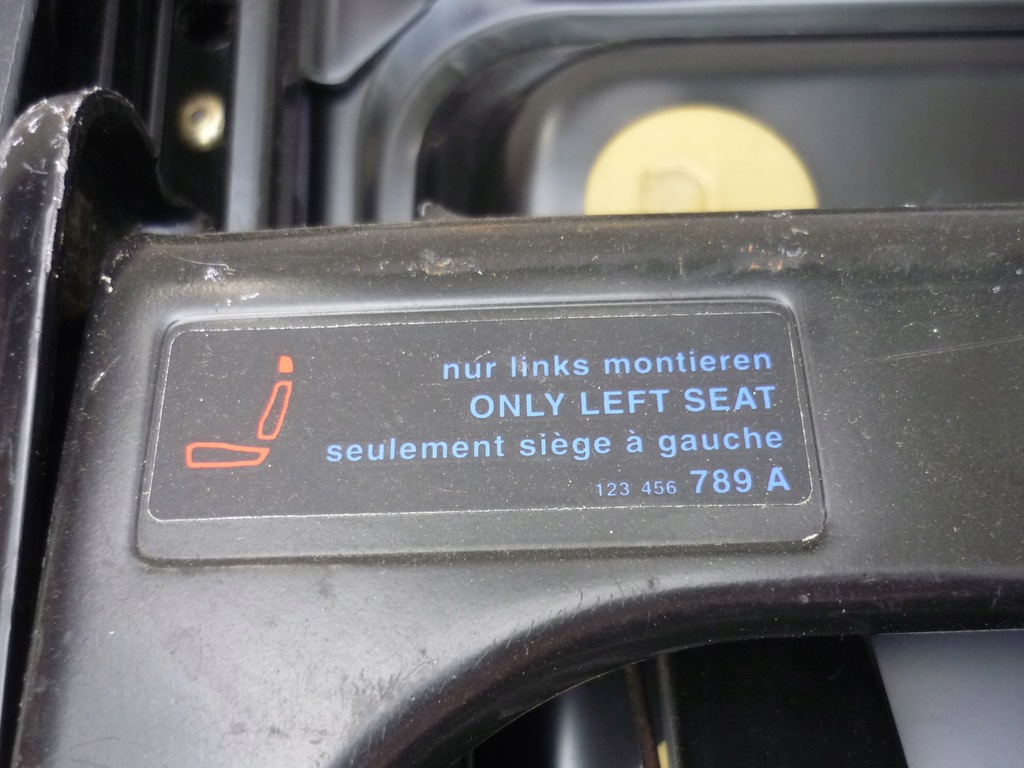 nur links montieren
ONLY LEFT SEAT
seulement siège à gauche
123 456 789 A